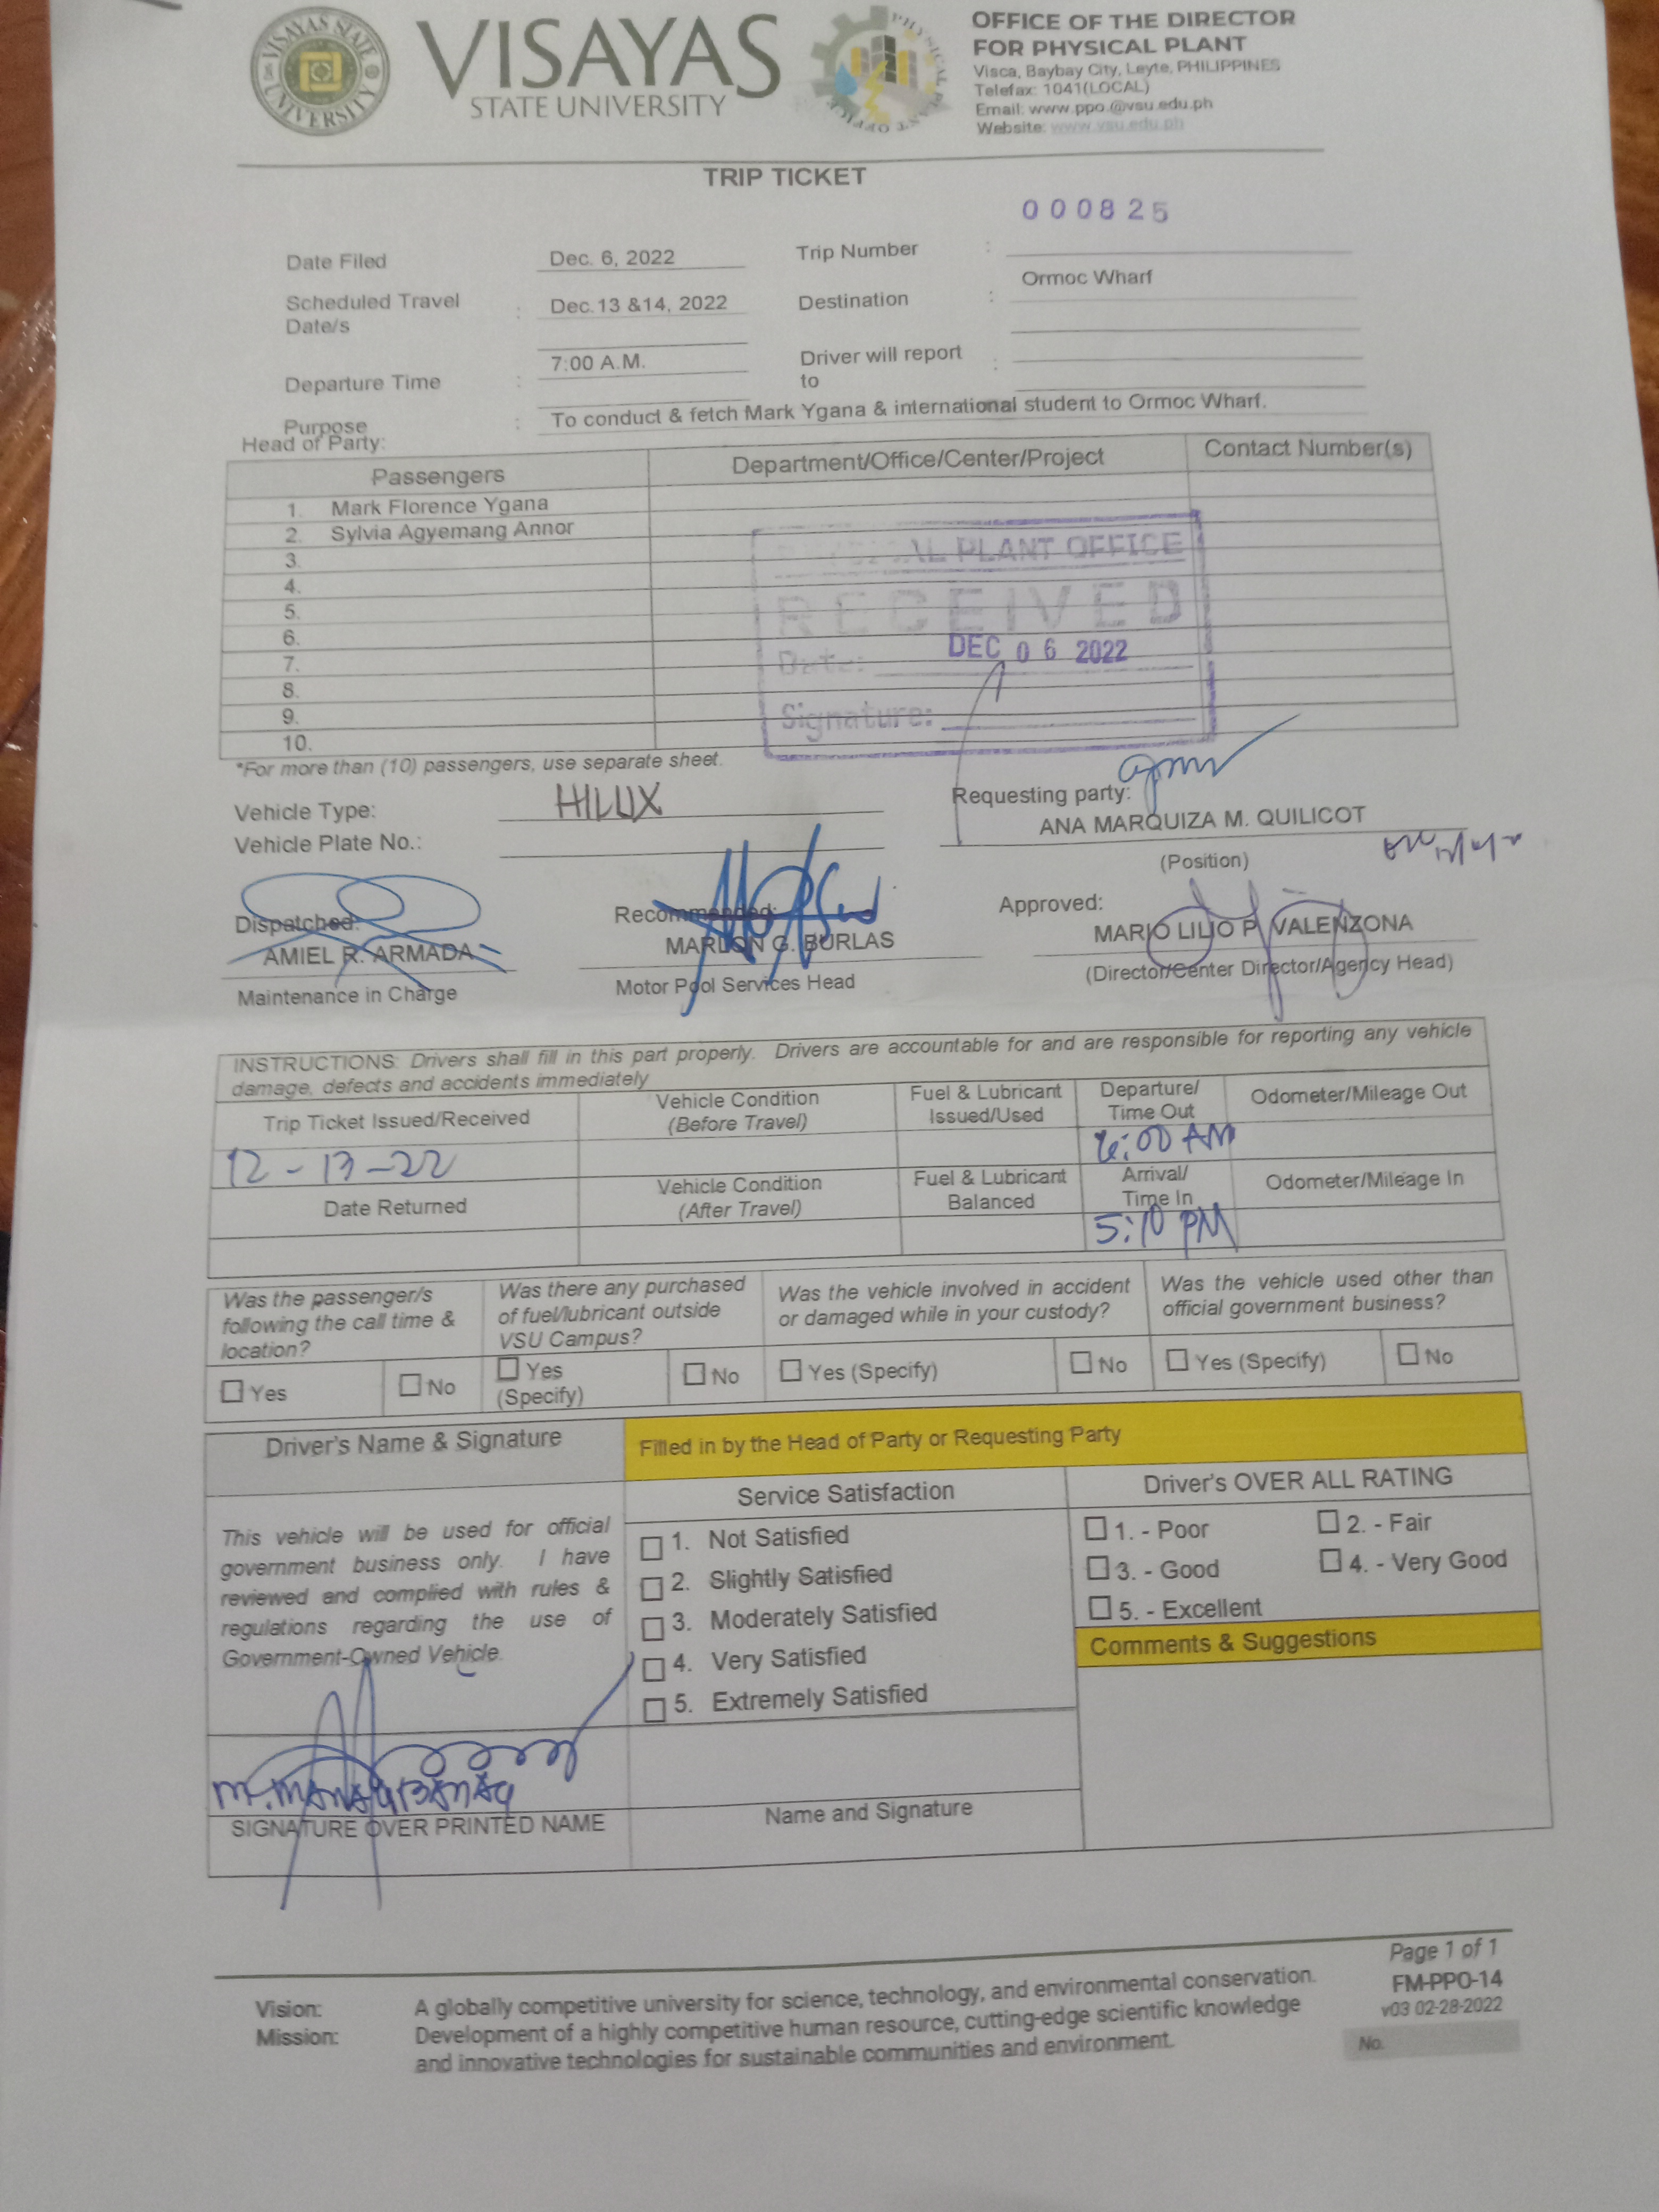 VISAYAS STATE UNIVERSITY
VISAYAS
STATE UNIVERSITY
PHYSICAL PLANT OFFICE
OFFICE OF THE DIRECTOR
FOR PHYSICAL PLANT
Visca, Baybay City, Leyte, PHILIPPINES
Telefax: 1041(LOCAL)
Email: www.ppo.@vsu.edu.ph
Website: www.vsu.edu.ph
TRIP TICKET
000825
Date Filed Dec. 6, 2022 Trip Number :
Scheduled Travel Date/s : Dec.13 &14, 2022 Destination : Ormoc Wharf
Departure Time : 7:00 A.M. Driver will report to :
Purpose : To conduct & fetch Mark Ygana & international student to Ormoc Wharf.
Head of Party:
Passengers Department/Office/Center/Project Contact Number(s)
1. Mark Florence Ygana
2. Sylvia Agyemang Annor
3.
4.
5.
6.
7.
8.
9.
10.
AL PLANT OFFICE
RECEIVED
Date: DEC 06 2022
Signature:
*For more than (10) passengers, use separate sheet.
Vehicle Type: HILUX
Vehicle Plate No.:
Requesting party:
ANA MARQUIZA M. QUILICOT
(Position)
Dispatched: Recommended: Approved:
AMIEL R. ARMADA MARLON G. BURLAS MARIO LILIO P. VALENZONA
Maintenance in Charge Motor Pool Services Head (Director/Center Director/Agency Head)
INSTRUCTIONS: Drivers shall fill in this part properly. Drivers are accountable for and are responsible for reporting any vehicle
damage, defects and accidents immediately
Trip Ticket Issued/Received Vehicle Condition (Before Travel) Fuel & Lubricant Issued/Used Departure/ Time Out Odometer/Mileage Out
12-13-22 6:00 AM
Date Returned Vehicle Condition (After Travel) Fuel & Lubricant Balanced Arrival/ Time In Odometer/Mileage In
5:10 PM
Was the passenger/s following the call time & location?
Was there any purchased of fuel/lubricant outside VSU Campus?
Was the vehicle involved in accident or damaged while in your custody?
Was the vehicle used other than official government business?
Yes No Yes (Specify) No Yes (Specify) No Yes (Specify) No
Driver's Name & Signature
Filled in by the Head of Party or Requesting Party
This vehicle will be used for official
government business only. I have
reviewed and complied with rules &
regulations regarding the use of
Government-Owned Vehicle.
Service Satisfaction
1. Not Satisfied
2. Slightly Satisfied
3. Moderately Satisfied
4. Very Satisfied
5. Extremely Satisfied
Driver's OVER ALL RATING
1. - Poor 2. - Fair
3. - Good 4. - Very Good
5. - Excellent
Comments & Suggestions
M. MANAGBANAG
SIGNATURE OVER PRINTED NAME
Name and Signature
Page 1 of 1
FM-PPO-14
v03 02-28-2022
No.
Vision: A globally competitive university for science, technology, and environmental conservation.
Mission: Development of a highly competitive human resource, cutting-edge scientific knowledge
and innovative technologies for sustainable communities and environment.